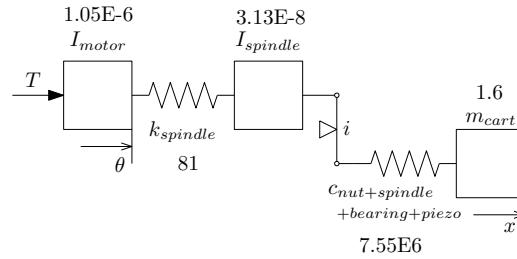 1.05E-6
I_motor
3.13E-8
I_spindle
T
k_spindle
81
θ
i
1.6
m_cart
c_nut+spindle
+bearing+piezo
7.55E6
x